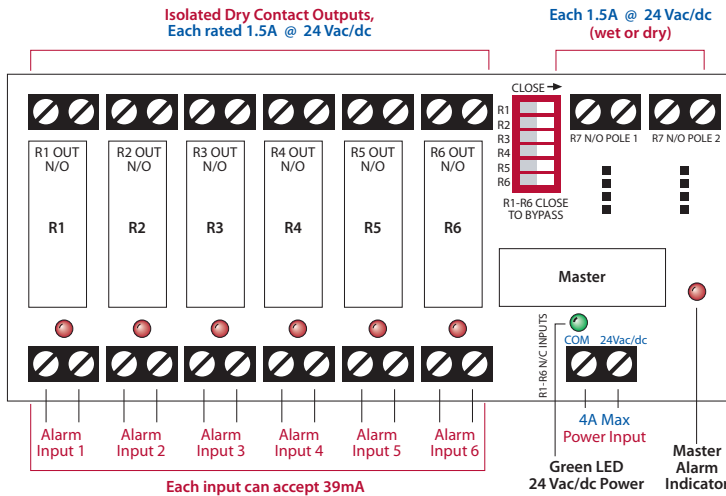 Isolated Dry Contact Outputs,
Each rated 1.5A @ 24 Vac/dc
Each 1.5A @ 24 Vac/dc
(wet or dry)
CLOSE
R1
R2
R3
R4
R5
R6
R7 N/O POLE 1
R7 N/O POLE 2
R1 OUT
N/O
R2 OUT
N/O
R3 OUT
N/O
R4 OUT
N/O
R5 OUT
N/O
R6 OUT
N/O
R1-R6 CLOSE
TO BYPASS
R1
R2
R3
R4
R5
R6
Master
R1-R6 N/C INPUTS
COM 24Vac/dc
Alarm
Input 1
Alarm
Input 2
Alarm
Input 3
Alarm
Input 4
Alarm
Input 5
Alarm
Input 6
4A Max
Power Input
Each input can accept 39mA
Green LED
24 Vac/dc Power
Master
Alarm
Indicator